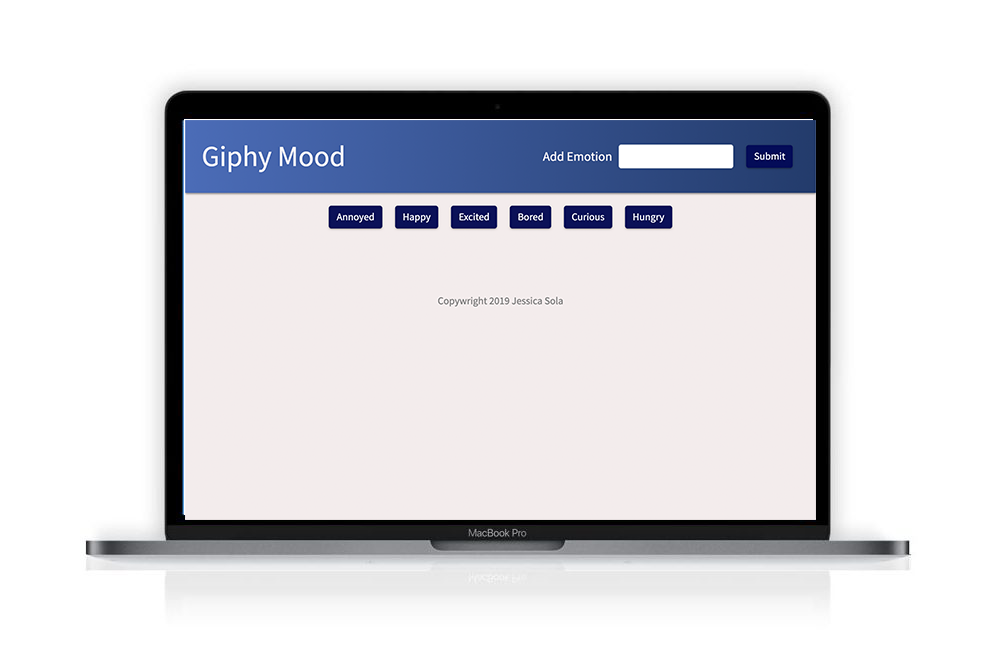 Giphy Mood
Add Emotion Submit
Annoyed Happy Excited Bored Curious Hungry
Copywright 2019 Jessica Sola
MacBook Pro